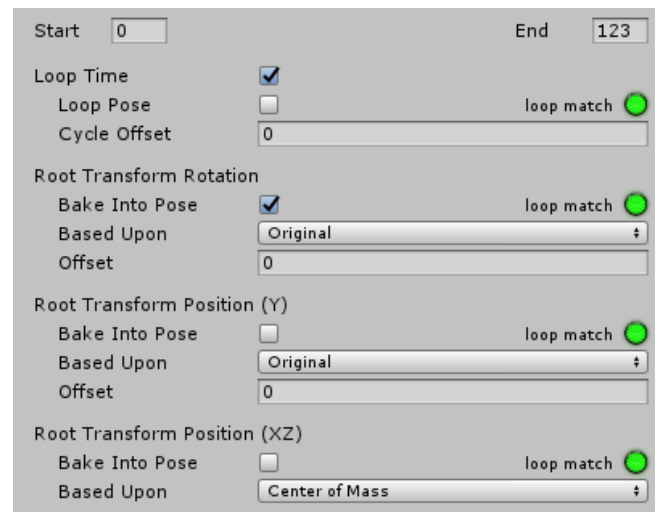 Start 0 End 123
Loop Time
Loop Pose loop match
Cycle Offset 0
Root Transform Rotation
Bake Into Pose loop match
Based Upon Original
Offset 0
Root Transform Position (Y)
Bake Into Pose loop match
Based Upon Original
Offset 0
Root Transform Position (XZ)
Bake Into Pose loop match
Based Upon Center of Mass